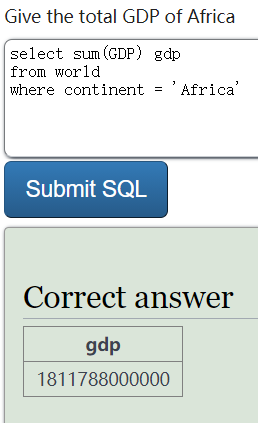 Give the total GDP of Africa
select sum(GDP) gdp
from world
where continent = 'Africa'
Submit SQL
Correct answer
gdp
1811788000000